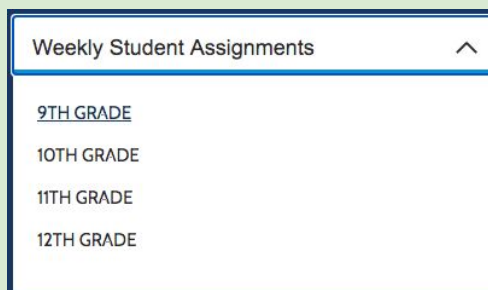 Weekly Student Assignments
9TH GRADE
10TH GRADE
11TH GRADE
12TH GRADE